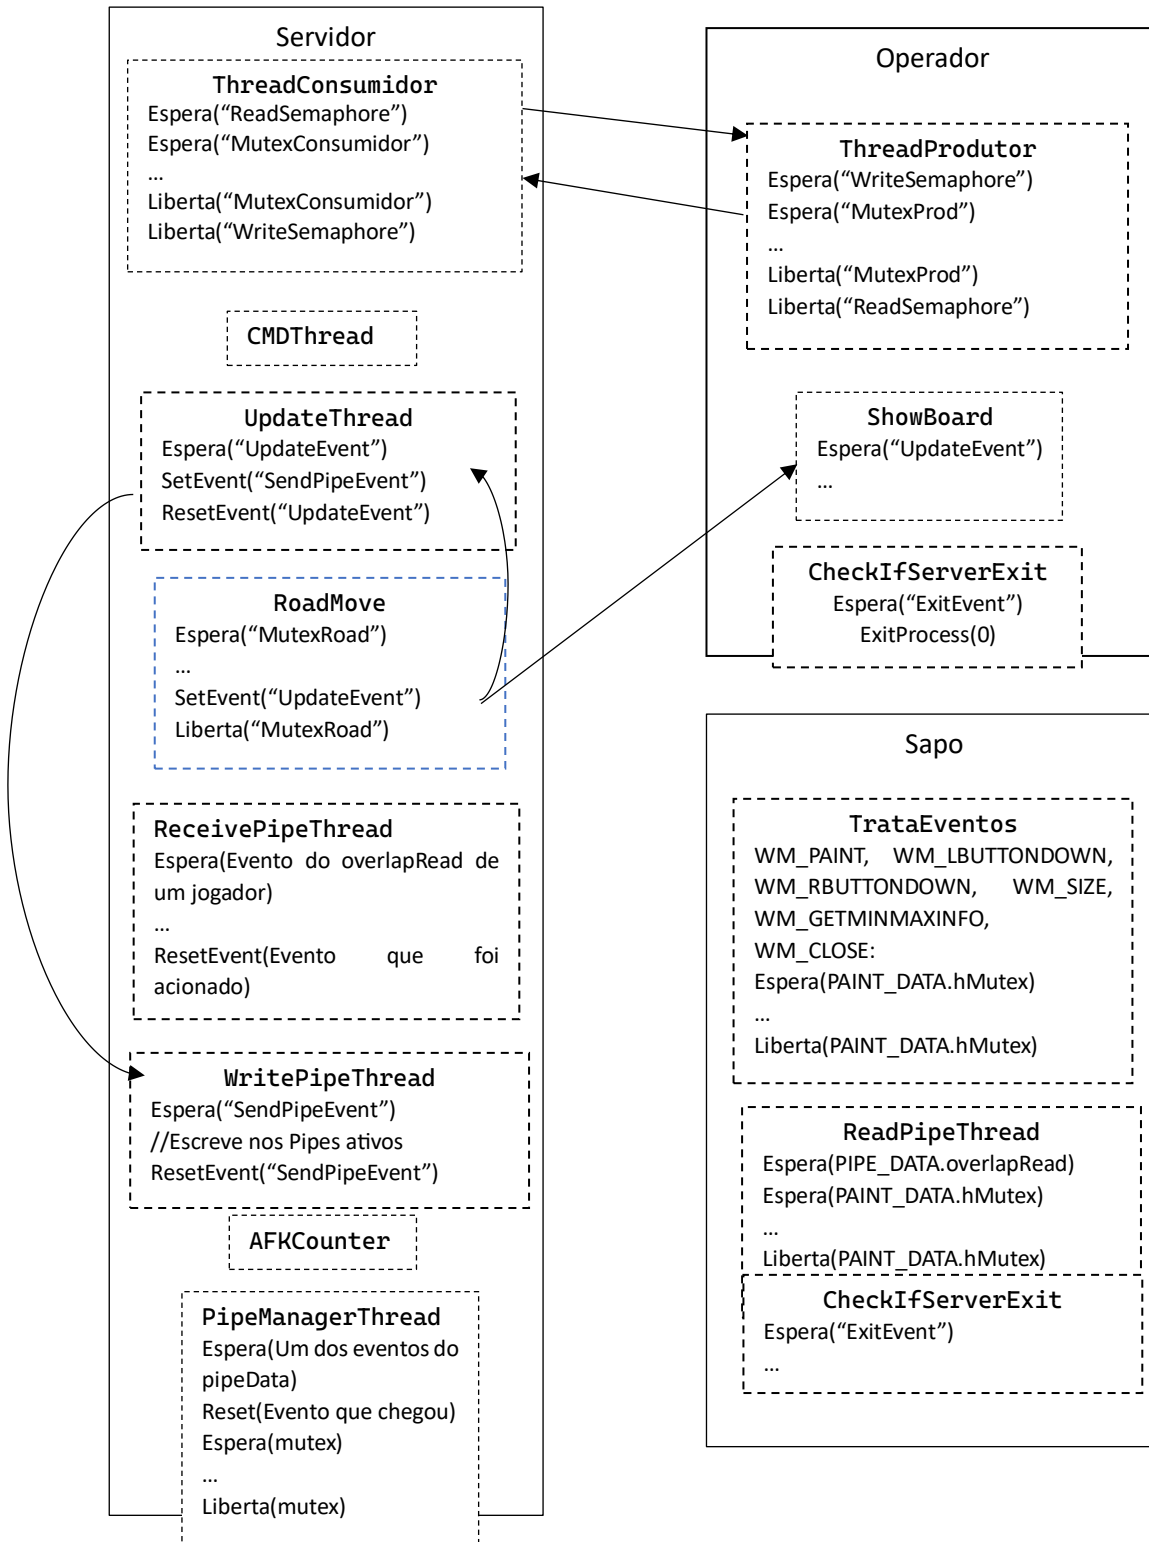 Servidor
ThreadConsumidor
Espera(“ReadSemaphore”)
Espera(“MutexConsumidor”)
...
Liberta(“MutexConsumidor”)
Liberta(“WriteSemaphore”)
CMDThread
UpdateThread
Espera(“UpdateEvent”)
SetEvent(“SendPipeEvent”)
ResetEvent(“UpdateEvent”)
RoadMove
Espera(“MutexRoad”)
...
SetEvent(“UpdateEvent”)
Liberta(“MutexRoad”)
ReceivePipeThread
Espera(Evento do overlapRead de
um jogador)
...
ResetEvent(Evento que foi
acionado)
WritePipeThread
Espera(“SendPipeEvent”)
//Escreve nos Pipes ativos
ResetEvent(“SendPipeEvent”)
AFKCounter
PipeManagerThread
Espera(Um dos eventos do
pipeData)
Reset(Evento que chegou)
Espera(mutex)
...
Liberta(mutex)
Operador
ThreadProdutor
Espera(“WriteSemaphore”)
Espera(“MutexProd”)
...
Liberta(“MutexProd”)
Liberta(“ReadSemaphore”)
ShowBoard
Espera(“UpdateEvent”)
...
CheckIfServerExit
Espera(“ExitEvent”)
ExitProcess(0)
Sapo
TrataEventos
WM_PAINT, WM_LBUTTONDOWN,
WM_RBUTTONDOWN, WM_SIZE,
WM_GETMINMAXINFO,
WM_CLOSE:
Espera(PAINT_DATA.hMutex)
...
Liberta(PAINT_DATA.hMutex)
ReadPipeThread
Espera(PIPE_DATA.overlapRead)
Espera(PAINT_DATA.hMutex)
...
Liberta(PAINT_DATA.hMutex)
CheckIfServerExit
Espera(“ExitEvent”)
...